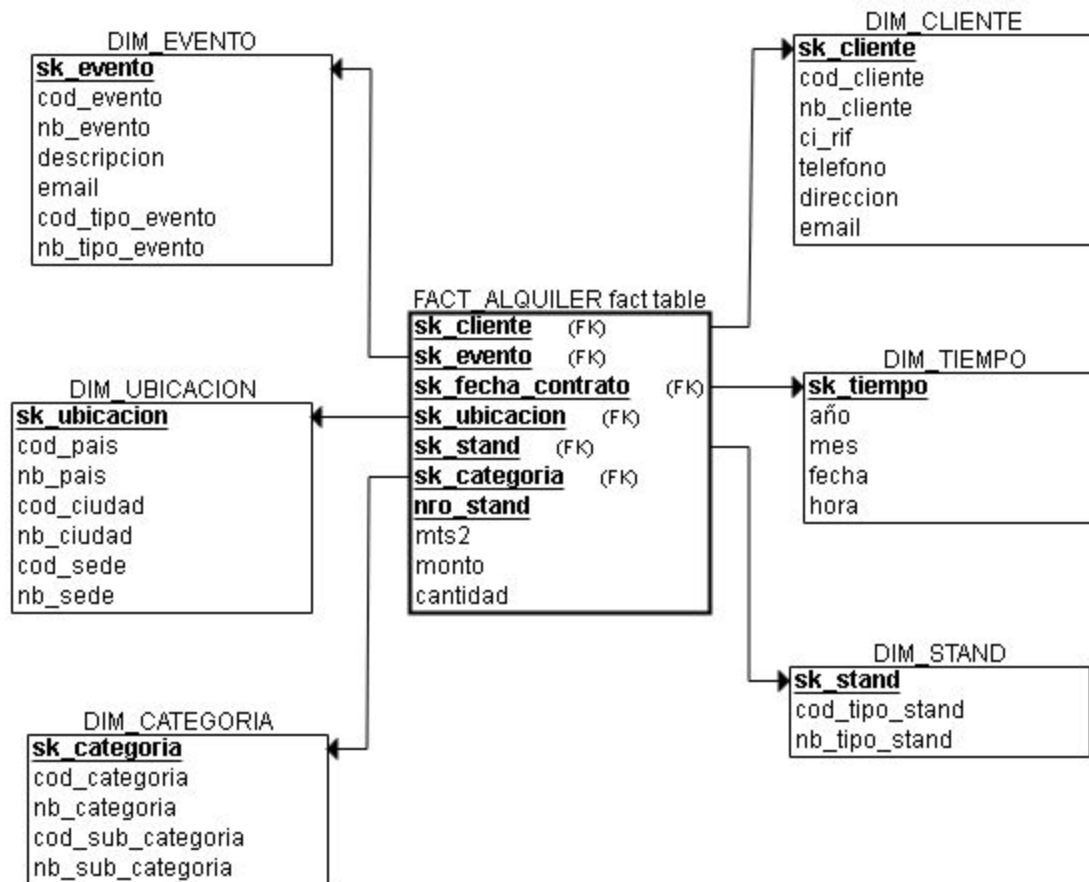 DIM_EVENTO
sk_evento
cod_evento
nb_evento
descripcion
email
cod_tipo_evento
nb_tipo_evento
DIM_CLIENTE
sk_cliente
cod_cliente
nb_cliente
ci_rif
telefono
direccion
email
FACT_ALQUILER fact table
sk_cliente (FK)
sk_evento (FK)
sk_fecha_contrato (FK)
sk_ubicacion (FK)
sk_stand (FK)
sk_categoria (FK)
nro_stand
mts2
monto
cantidad
DIM_UBICACION
sk_ubicacion
cod_pais
nb_pais
cod_ciudad
nb_ciudad
cod_sede
nb_sede
DIM_TIEMPO
sk_tiempo
año
mes
fecha
hora
DIM_CATEGORIA
sk_categoria
cod_categoria
nb_categoria
cod_sub_categoria
nb_sub_categoria
DIM_STAND
sk_stand
cod_tipo_stand
nb_tipo_stand